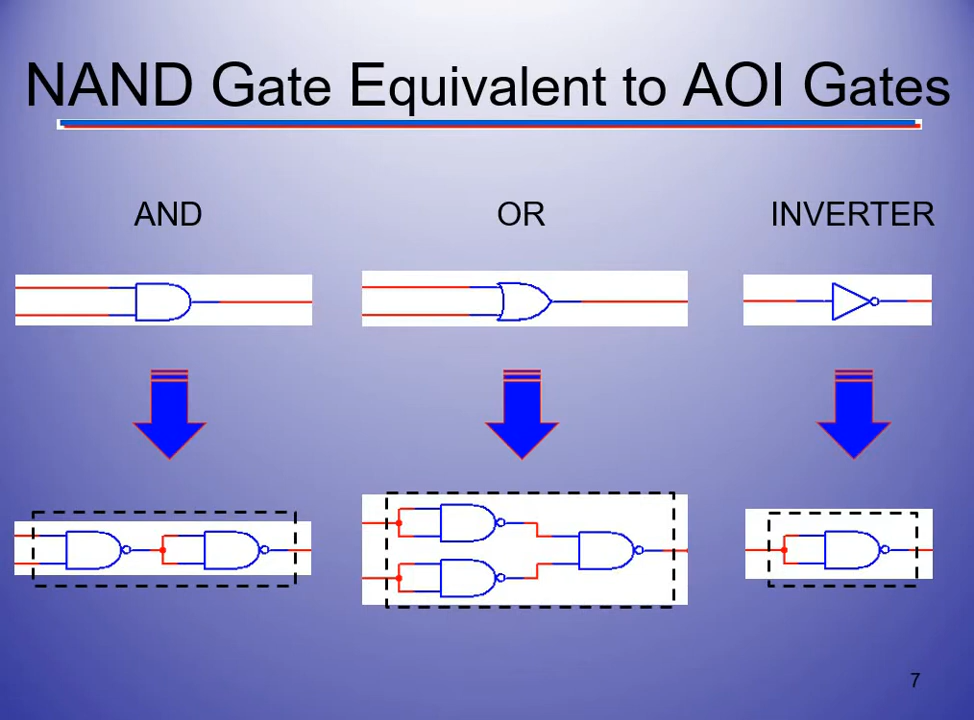 NAND Gate Equivalent to AOI Gates
AND
OR
INVERTER
7